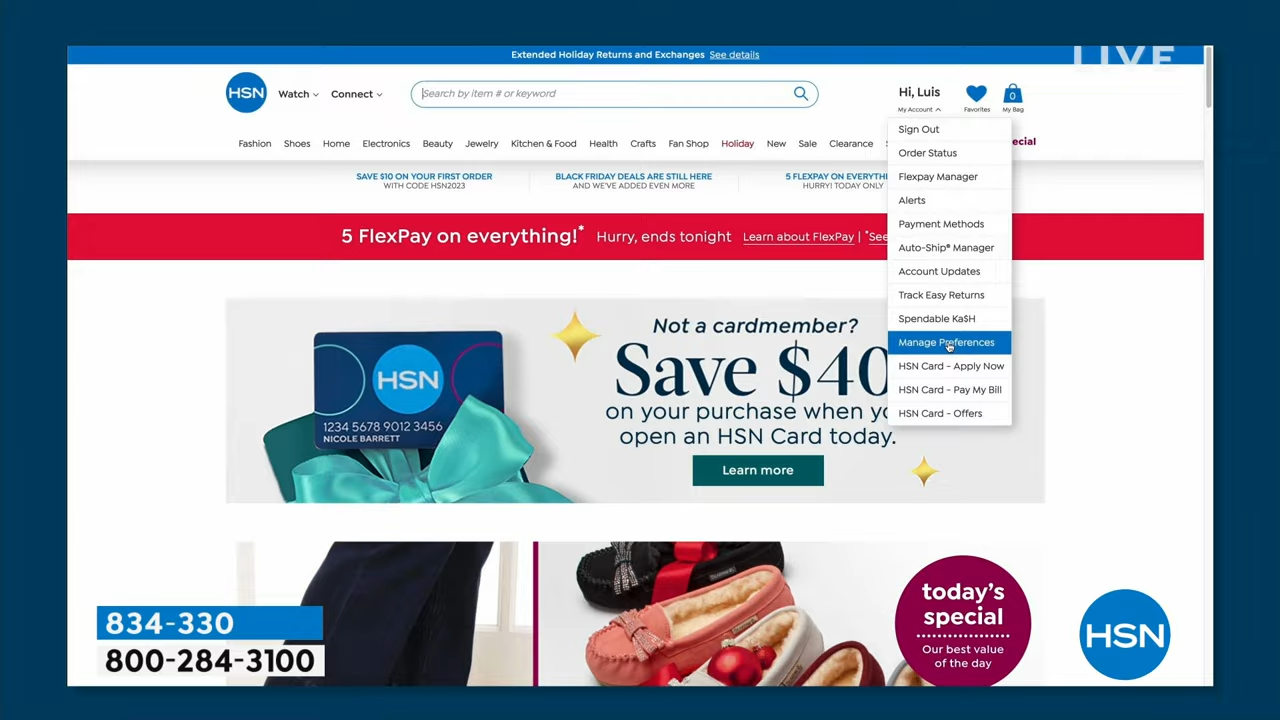 Extended Holiday Returns and Exchanges See details
LIVE
HSN
Watch
Connect
Search by item # or keyword
Hi, Luis
My Account
Favorites
0
My Bag
Fashion Shoes Home Electronics Beauty Jewelry Kitchen & Food Health Crafts Fan Shop Holiday New Sale Clearance
ecial
Sign Out
Order Status
Flexpay Manager
Alerts
Payment Methods
Auto-Ship® Manager
Account Updates
Track Easy Returns
Spendable Ka$H
Manage Preferences
HSN Card - Apply Now
HSN Card - Pay My Bill
HSN Card - Offers
SAVE $10 ON YOUR FIRST ORDER
WITH CODE HSN2023
BLACK FRIDAY DEALS ARE STILL HERE
AND WE'VE ADDED EVEN MORE
5 FLEXPAY ON EVERYTHI
HURRY! TODAY ONLY
5 FlexPay on everything!* Hurry, ends tonight Learn about FlexPay | *See
HSN
1234 5678 9012 3456
NICOLE BARRETT
Not a cardmember?
Save $40
on your purchase when yo
open an HSN Card today.
Learn more
today's
special
Our best value
of the day
834-330
800-284-3100
HSN